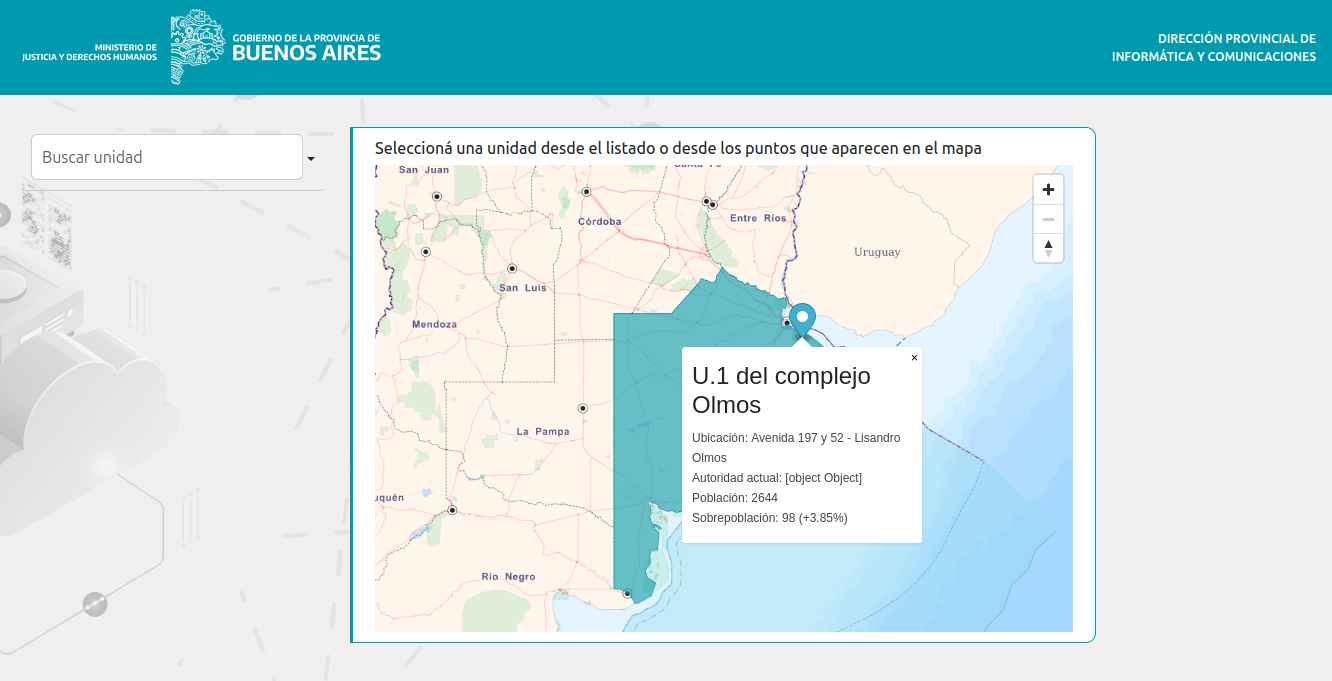 MINISTERIO DE
JUSTICIA Y DERECHOS HUMANOS
GOBIERNO DE LA PROVINCIA DE
BUENOS AIRES
DIRECCIÓN PROVINCIAL DE
INFORMÁTICA Y COMUNICACIONES
Buscar unidad
Seleccioná una unidad desde el listado o desde los puntos que aparecen en el mapa
San Juan
Santa Fe
Córdoba
Entre Ríos
Uruguay
San Luis
Mendoza
La Pampa
uquén
Río Negro
+
−
×
U.1 del complejo
Olmos
Ubicación: Avenida 197 y 52 - Lisandro
Olmos
Autoridad actual: [object Object]
Población: 2644
Sobrepoblación: 98 (+3.85%)